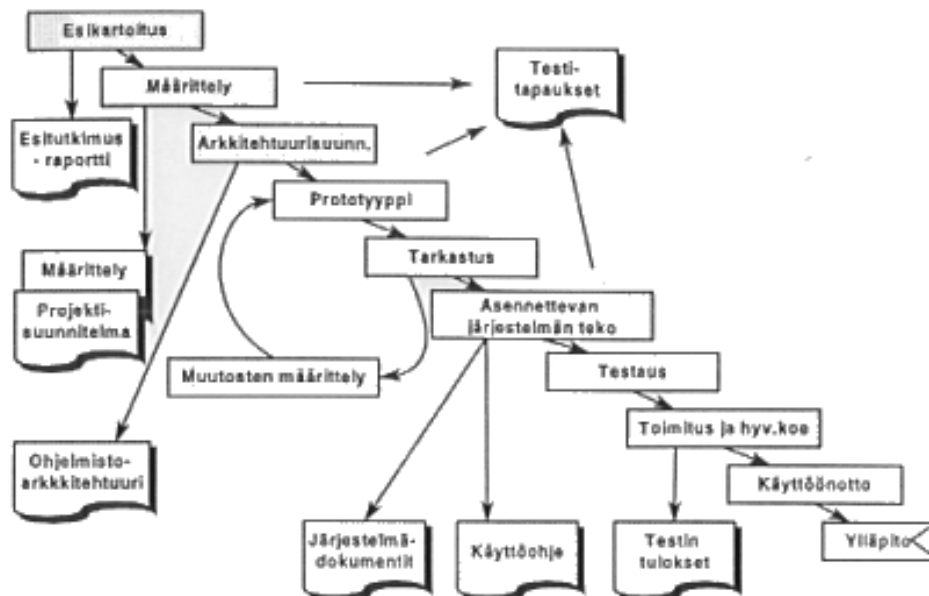 Esikartoitus
Testi-
tapaukset
Määrittely
Esitutkimus
- raportti
Arkkitehtuurisuunn.
Prototyyppi
Tarkastus
Määrittely
Projekti-
suunnitelma
Asennettavan
järjestelmän teko
Muutosten määrittely
Testaus
Toimitus ja hyv.koe
Ohjelmisto-
arkkkitehtuuri
Käyttöönotto
Järjestelmä-
dokumentit
Käyttöohje
Testin
tulokset
Ylläpito